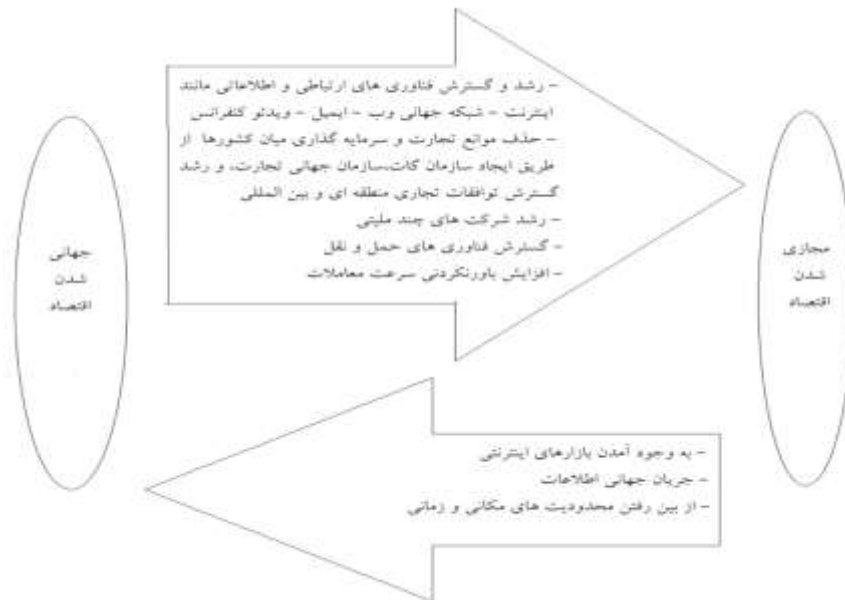 – رشد و گسترش فناوری های ارتباطی و اطلاعاتی مانند
اینترنت – شبکه جهانی وب – ایمیل – ویدئو کنفرانس
– حذف موانع تجارت و سرمایه گذاری میان کشورها از
طریق ایجاد سازمان گات،سازمان جهانی تجارت، و رشد
گسترش توافقات تجاری منطقه ای و بین المللی
– رشد شرکت های چند ملیتی
– گسترش فناوری های حمل و نقل
– افزایش باورنکردنی سرعت معاملات
مجازی
شدن
اقتصاد
جهانی
شدن
اقتصاد
– به وجود آمدن بازارهای اینترنتی
– جریان جهانی اطلاعات
– از بین رفتن محدودیت های مکانی و زمانی